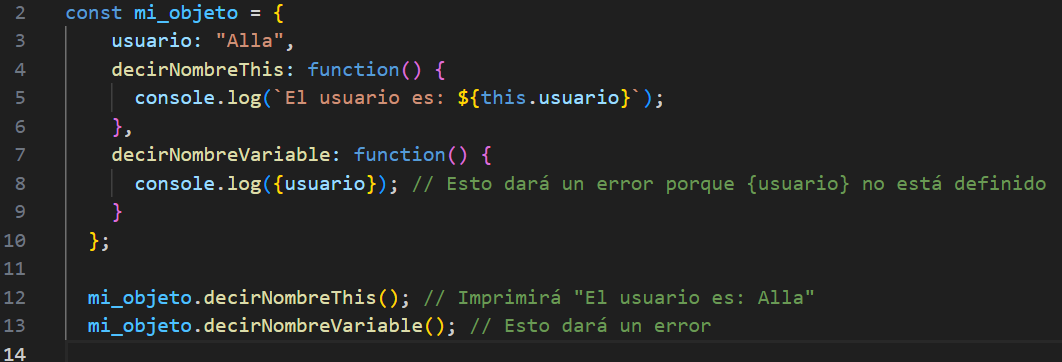 2 const mi_objeto = {
3 usuario: "Alla",
4 decirNombreThis: function() {
5 console.log(`El usuario es: ${this.usuario}`);
6 },
7 decirNombreVariable: function() {
8 console.log({usuario}); // Esto dará un error porque {usuario} no está definido
9 }
10 };
11
12 mi_objeto.decirNombreThis(); // Imprimirá "El usuario es: Alla"
13 mi_objeto.decirNombreVariable(); // Esto dará un error
14